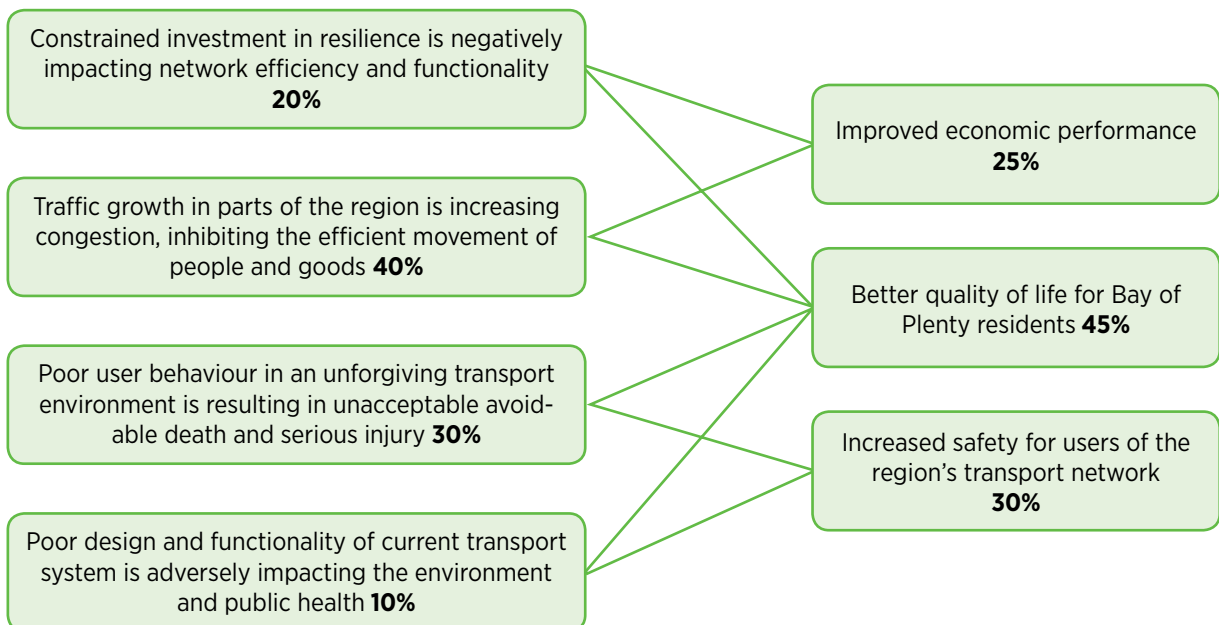 Constrained investment in resilience is negatively
impacting network efficiency and functionality
20%
Traffic growth in parts of the region is increasing
congestion, inhibiting the efficient movement of
people and goods 40%
Poor user behaviour in an unforgiving transport
environment is resulting in unacceptable avoid-
able death and serious injury 30%
Poor design and functionality of current transport
system is adversely impacting the environment
and public health 10%
Improved economic performance
25%
Better quality of life for Bay of
Plenty residents 45%
Increased safety for users of the
region’s transport network
30%